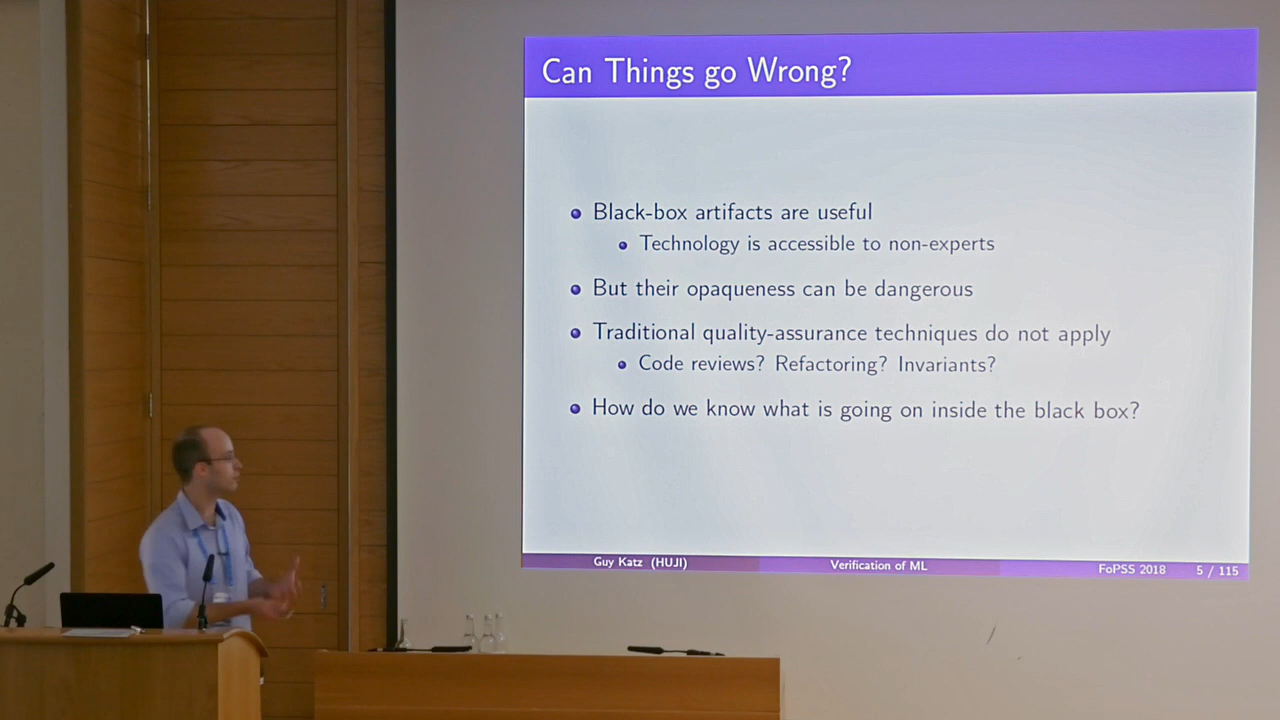 Can Things go Wrong?
Black-box artifacts are useful
Technology is accessible to non-experts
But their opaqueness can be dangerous
Traditional quality-assurance techniques do not apply
Code reviews? Refactoring? Invariants?
How do we know what is going on inside the black box?
Guy Katz (HUJI) Verification of ML FoPSS 2018 5 / 115